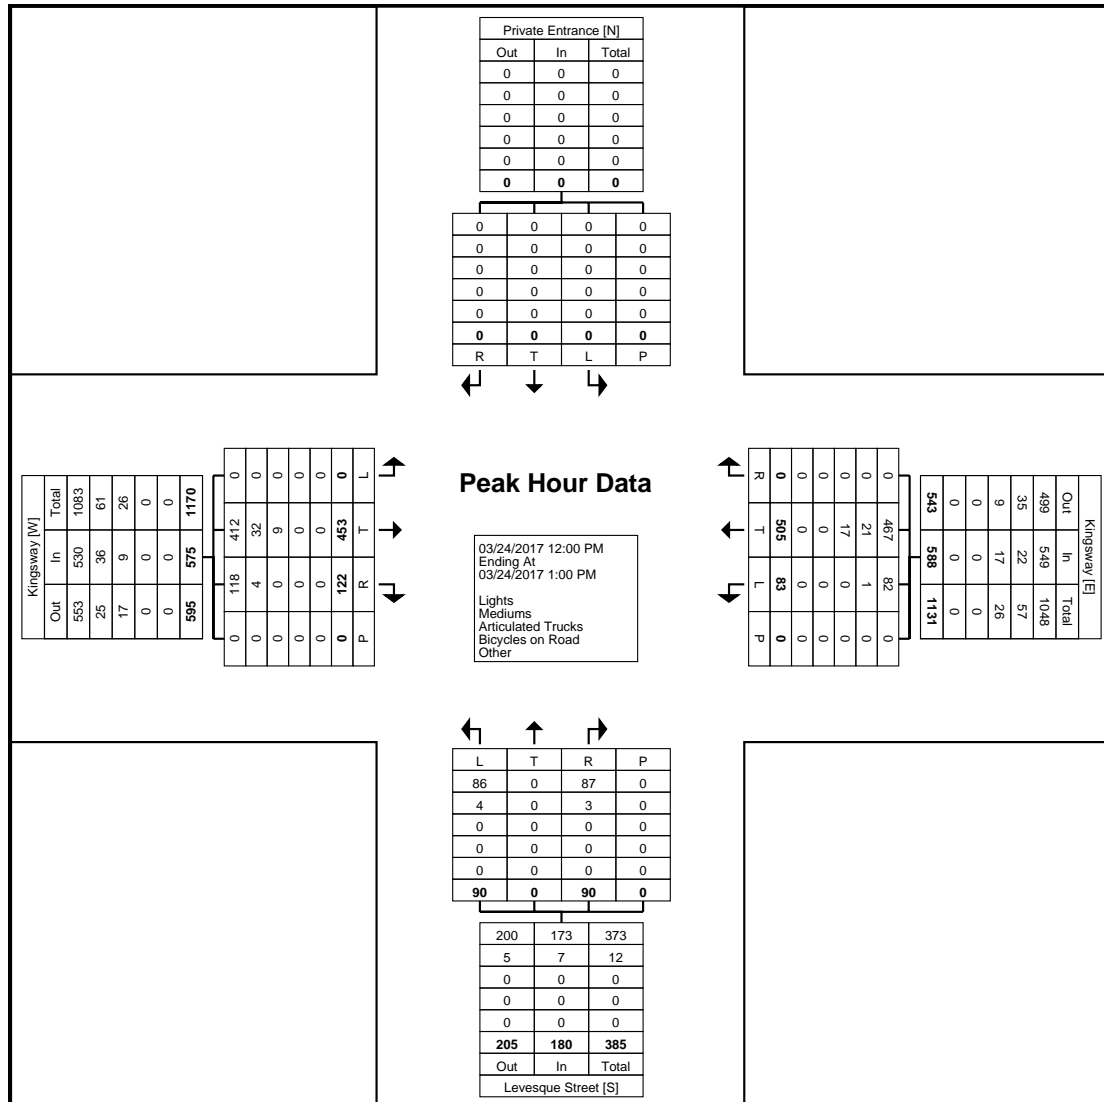 Private Entrance [N]
Out In Total
0 0 0
0 0 0
0 0 0
0 0 0
0 0 0
0 0 0
0 0 0 0
0 0 0 0
0 0 0 0
0 0 0 0
0 0 0 0
0 0 0 0
R T L P
Kingsway [W]
Total 1083 61 26 0 0 1170
In 530 36 9 0 0 575
Out 553 25 17 0 0 595
0 0 0 0 0 0 L
412 32 9 0 0 453 T
118 4 0 0 0 122 R
0 0 0 0 0 0 P
Peak Hour Data
03/24/2017 12:00 PM
Ending At
03/24/2017 1:00 PM
Lights
Mediums
Articulated Trucks
Bicycles on Road
Other
R 0 0 0 0 0 0
T 505 0 0 17 21 467
L 83 0 0 0 1 82
P 0 0 0 0 0 0
Kingsway [E]
543 0 0 9 35 499 Out
588 0 0 17 22 549 In
1131 0 0 26 57 1048 Total
L T R P
86 0 87 0
4 0 3 0
0 0 0 0
0 0 0 0
0 0 0 0
90 0 90 0
200 173 373
5 7 12
0 0 0
0 0 0
0 0 0
205 180 385
Out In Total
Levesque Street [S]